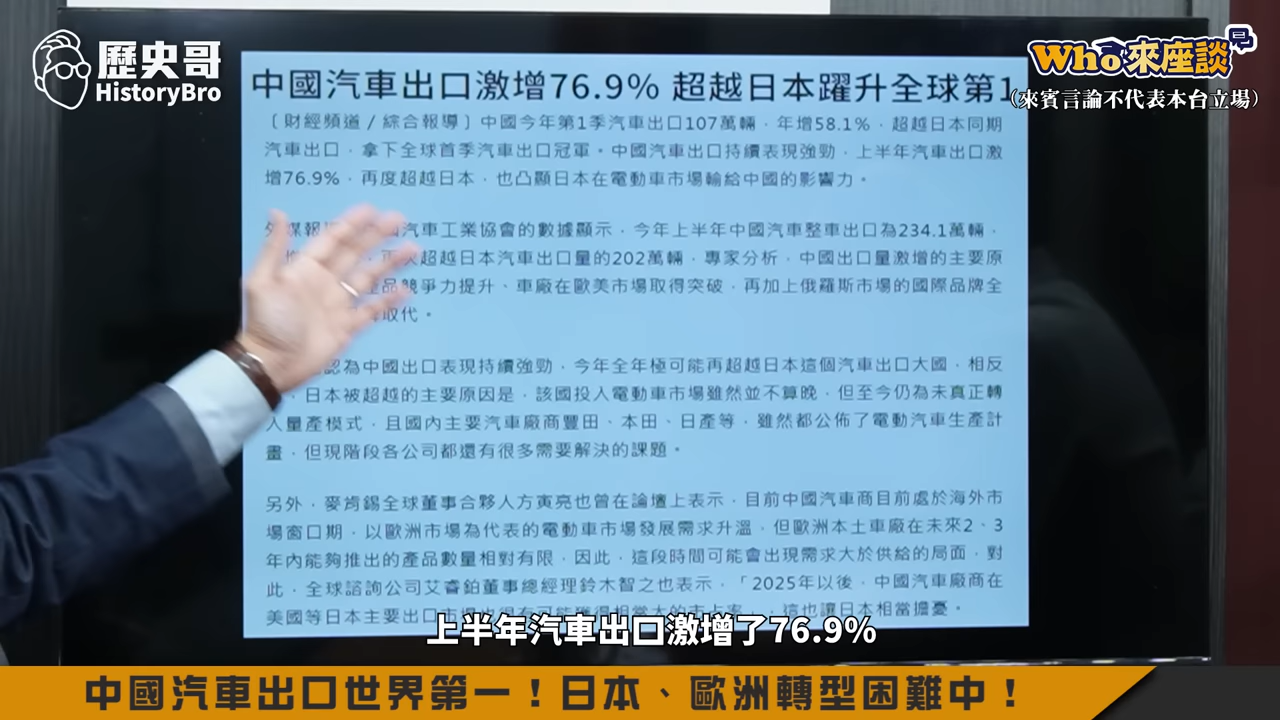 歷史哥
HistoryBro
Who來座談
(來賓言論不代表本台立場)
中國汽車出口激增76.9% 超越日本躍升全球第1
〔財經頻道/綜合報導〕中國今年第1季汽車出口107萬輛，年增58.1%，超越日本同期
汽車出口，拿下全球首季汽車出口冠軍。中國汽車出口持續表現強勁，上半年汽車出口激
增76.9%，再度超越日本，也凸顯日本在電動車市場輸給中國的影響力。
汽車工業協會的數據顯示，今年上半年中國汽車整車出口為234.1萬輛，
超越日本汽車出口量的202萬輛，專家分析，中國出口量激增的主要原
品競爭力提升、車廠在歐美市場取得突破，再加上俄羅斯市場的國際品牌全
取代。
認為中國出口表現持續強勁，今年全年極可能再超越日本這個汽車出口大國，相反
，日本被超越的主要原因是，該國投入電動車市場雖然並不算晚，但至今仍為未真正轉
入量產模式，且國內主要汽車廠商豐田、本田、日產等，雖然都公佈了電動汽車生產計
畫，但現階段各公司都還有很多需要解決的課題。
另外，麥肯錫全球董事合夥人方寅亮也曾在論壇上表示，目前中國汽車商目前處於海外市
場窗口期，以歐洲市場為代表的電動車市場發展需求升溫，但歐洲本土車廠在未來2、3
年內能夠推出的產品數量相對有限，因此，這段時間可能會出現需求大於供給的局面，對
此，全球諮詢公司艾睿鉑董事總經理鈴木智之也表示，「2025年以後，中國汽車廠商在
美國等日本主要出口市場也很有可能獲得相當大的市占率」，這也讓日本相當擔憂。
上半年汽車出口激增了76.9%
中國汽車出口世界第一！日本、歐洲轉型困難中！